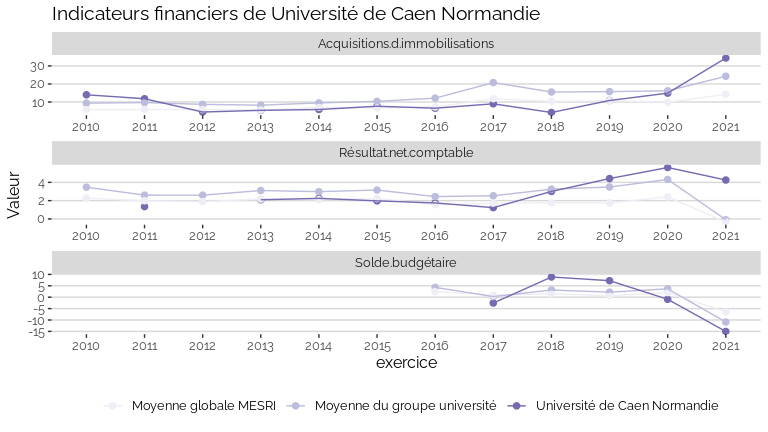 Indicateurs financiers de Université de Caen Normandie
Acquisitions.d.immobilisations
30
20
10
2010 2011 2012 2013 2014 2015 2016 2017 2018 2019 2020 2021
Résultat.net.comptable
4
2
0
2010 2011 2012 2013 2014 2015 2016 2017 2018 2019 2020 2021
Solde.budgétaire
10
5
0
-5
-10
-15
2010 2011 2012 2013 2014 2015 2016 2017 2018 2019 2020 2021
Valeur
exercice
Moyenne globale MESRI Moyenne du groupe université Université de Caen Normandie